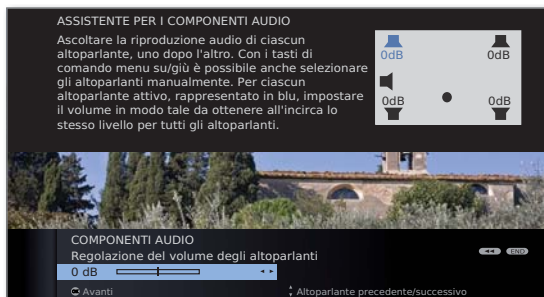 ASSISTENTE PER I COMPONENTI AUDIO
Ascoltare la riproduzione audio di ciascun
altoparlante, uno dopo l'altro. Con i tasti di
comando menu su/giù è possibile anche selezionare
gli altoparlanti manualmente. Per ciascun
altoparlante attivo, rappresentato in blu, impostare
il volume in modo tale da ottenere all'incirca lo
stesso livello per tutti gli altoparlanti.
0dB 0dB
0dB 0dB
COMPONENTI AUDIO
Regolazione del volume degli altoparlanti
END
0 dB
OK Avanti
Altoparlante precedente/successivo